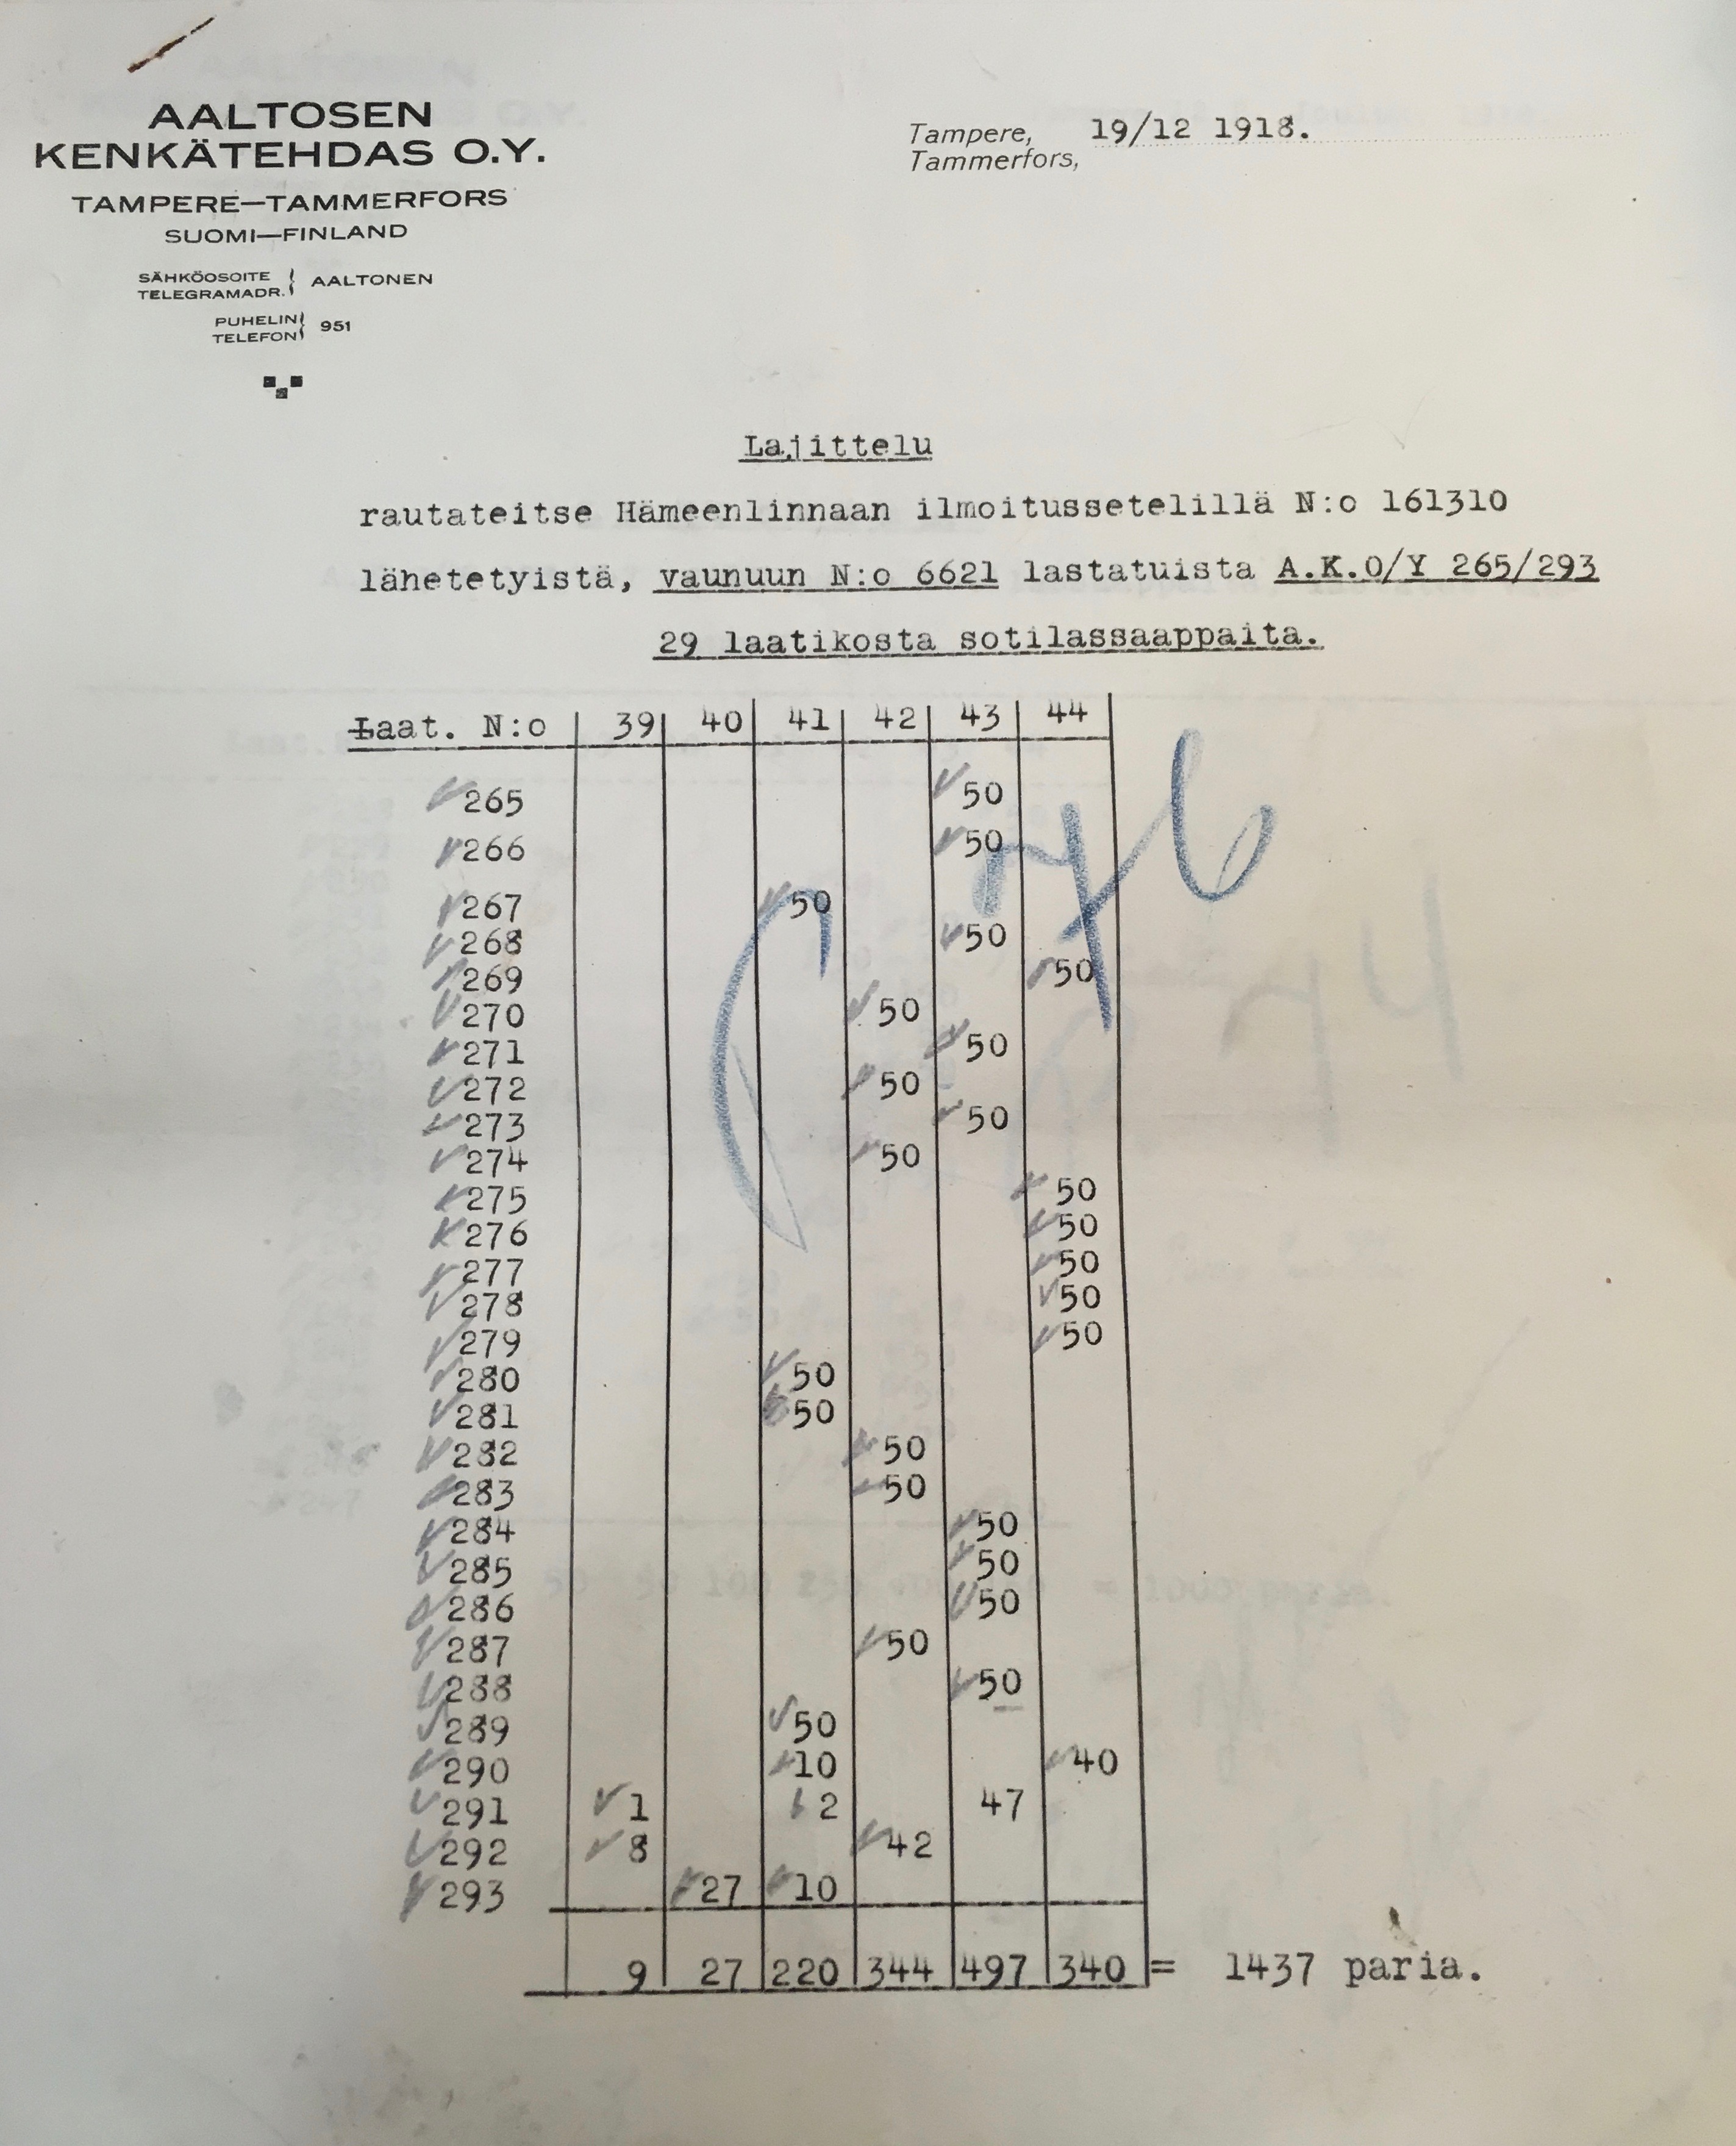 AALTOSEN
KENKÄTEHDAS O.Y.
TAMPERE—TAMMERFORS
SUOMI—FINLAND
SÄHKÖOSOITE
TELEGRAMADR. } AALTONEN
PUHELIN
TELEFON } 951
Tampere, 19/12 1918.
Tammerfors,
Lajittelu
rautateitse Hämeenlinnaan ilmoitussetelillä N:o 161310
lähetetyistä, vaunuun N:o 6621 lastatuista A.K.O/Y 265/293
29 laatikosta sotilassaappaita.
Laat. N:o 39 40 41 42 43 44
265 50
266 50
267 50
268 50
269 50
270 50
271 50
272 50
273 50
274 50
275 50
276 50
277 50
278 50
279 50
280 50
281 50
282 50
283 50
284 50
285 50
286 50
287 50
288 50
289 50
290 10 40
291 1 2 47
292 8 42
293 27 10
9 27 220 344 497 340 = 1437 paria.